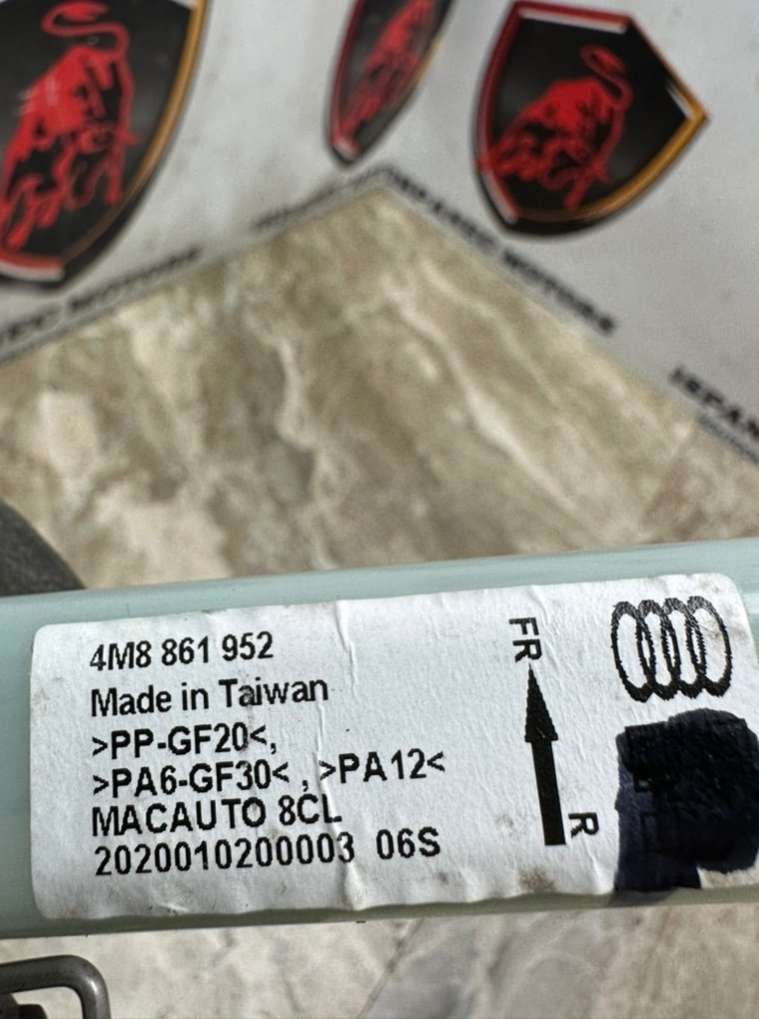 4M8 861 952
Made in Taiwan
>PP-GF20<,
>PA6-GF30< , >PA12<
MACAUTO 8CL
2020010200003 06S
FR
R